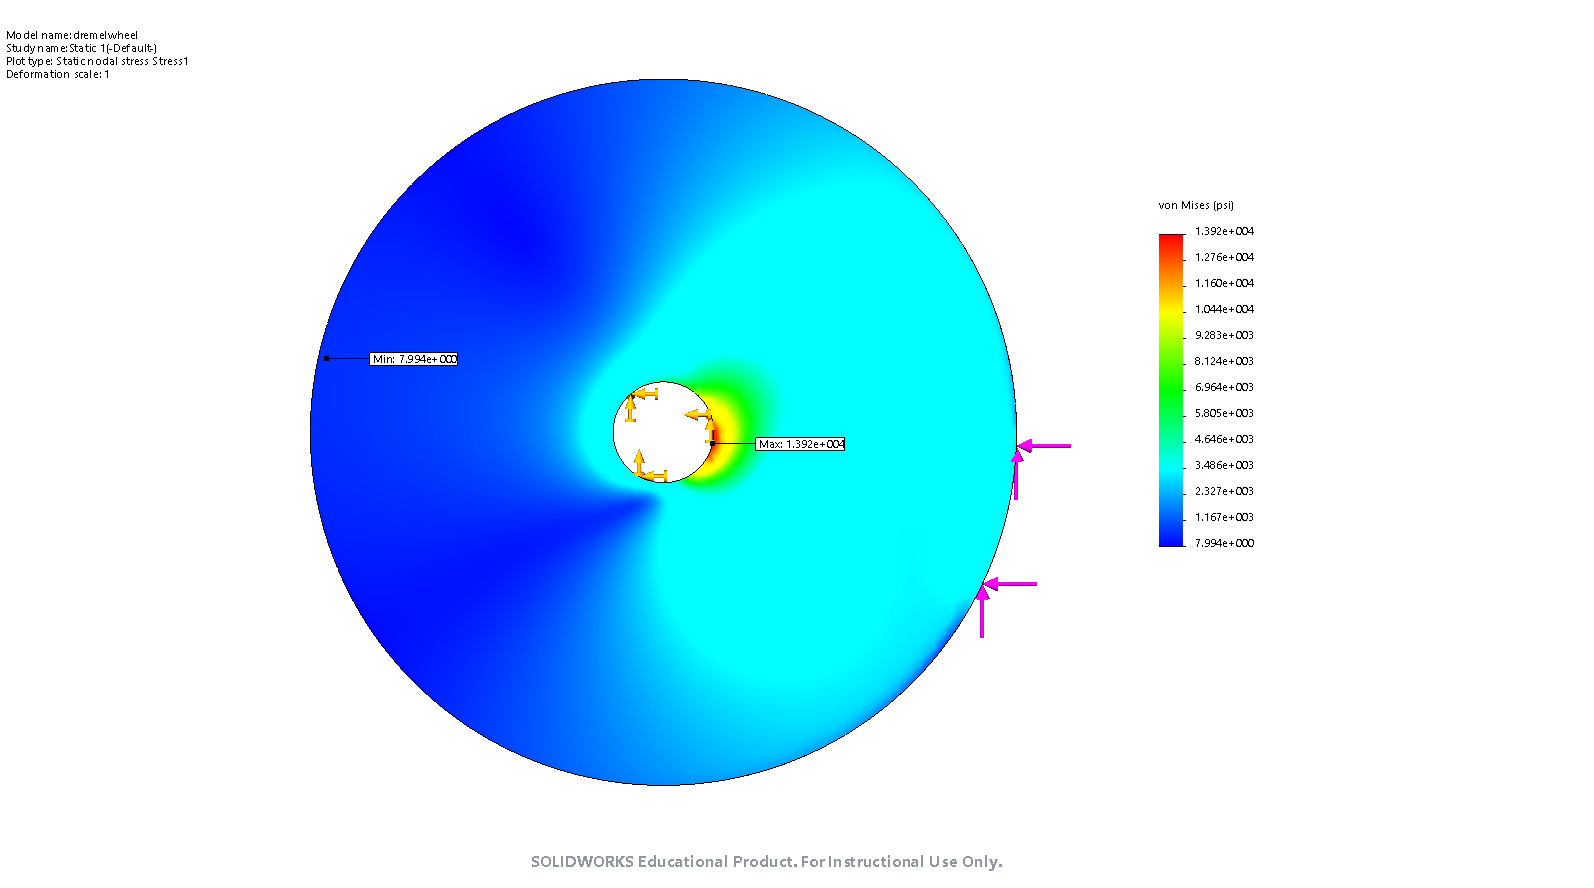 Model name: dremelwheel
Study name: Static 1(-Default-)
Plot type: Static nodal stress Stress1
Deformation scale: 1
von Mises (psi)
1.392e+004
1.276e+004
1.160e+004
1.044e+004
9.283e+003
8.124e+003
6.964e+003
5.805e+003
4.646e+003
3.486e+003
2.327e+003
1.167e+003
7.994e+000
Min: 7.994e+000
Max: 1.392e+004
SOLIDWORKS Educational Product. For Instructional Use Only.